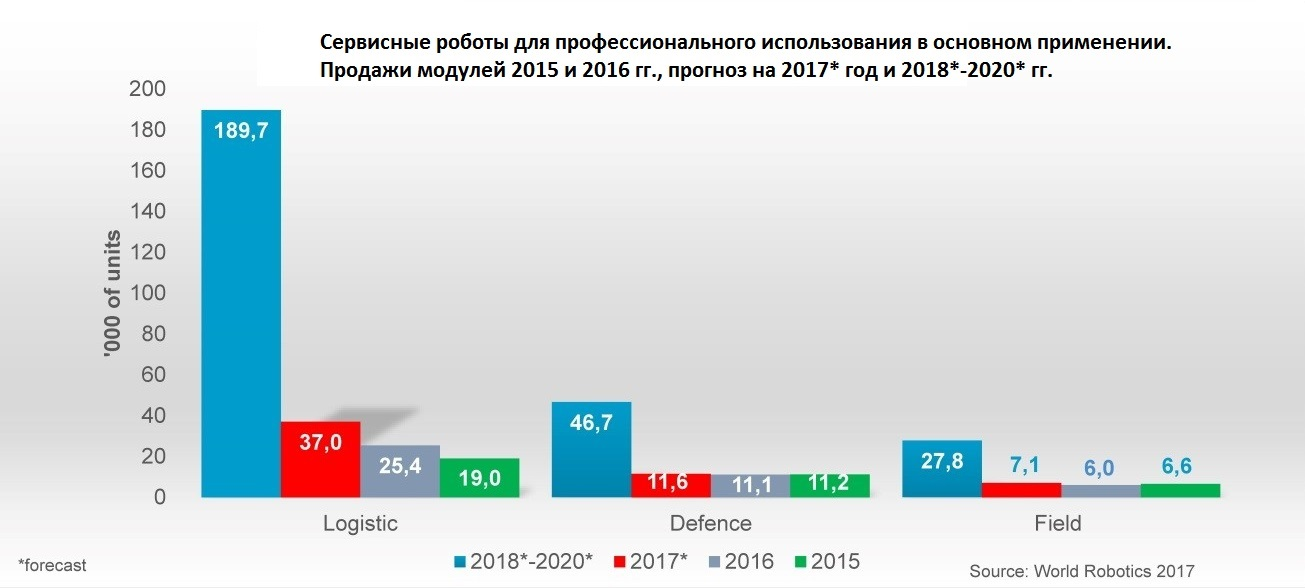 Сервисные роботы для профессионального использования в основном применении.
Продажи модулей 2015 и 2016 гг., прогноз на 2017* год и 2018*-2020* гг.
'000 of units
200
180
160
140
120
100
80
60
40
20
0
189,7
37,0
25,4
19,0
46,7
11,6
11,1
11,2
27,8
7,1
6,0
6,6
Logistic
Defence
Field
2018*-2020* 2017* 2016 2015
*forecast
Source: World Robotics 2017